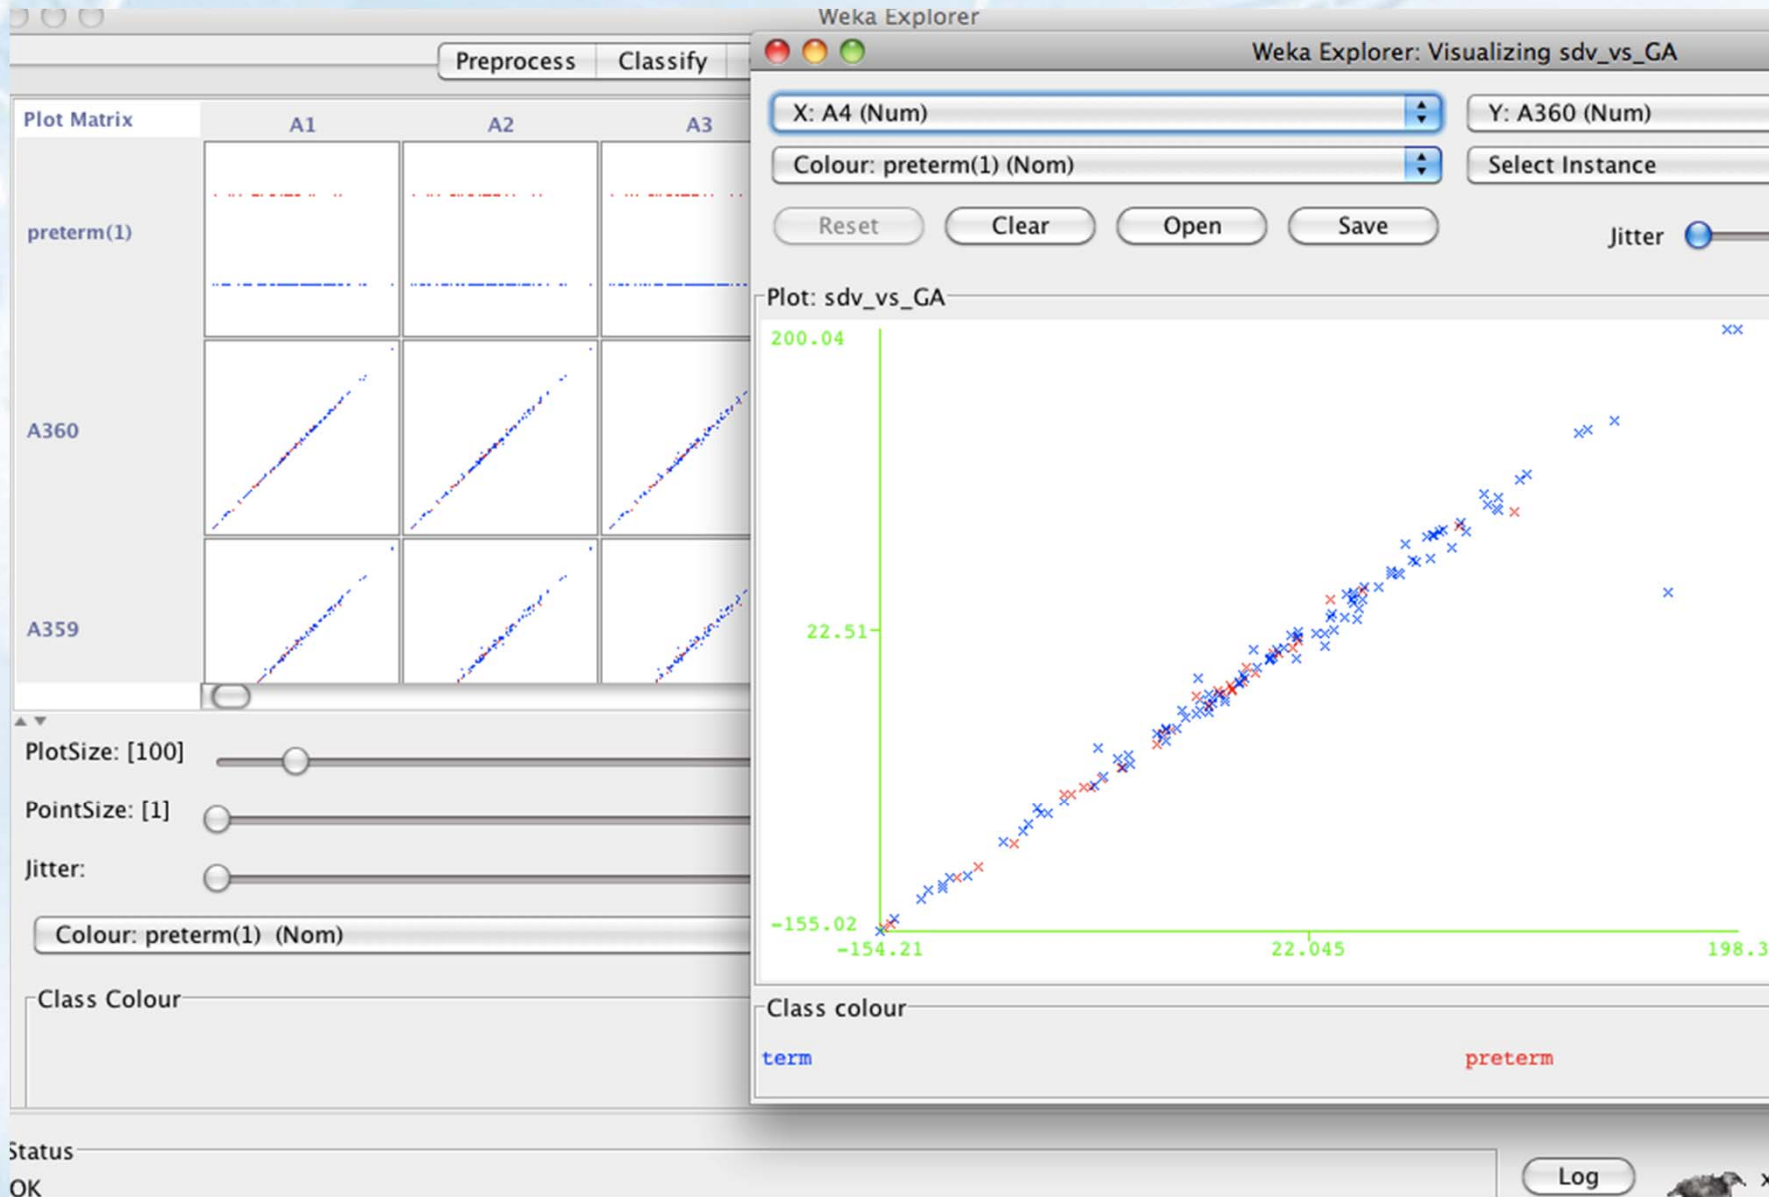 Weka Explorer
Preprocess
Classify
Plot Matrix
A1
A2
A3
preterm(1)
A360
A359
PlotSize: [100]
PointSize: [1]
Jitter:
Colour: preterm(1) (Nom)
Class Colour
Status
OK
Weka Explorer: Visualizing sdv_vs_GA
X: A4 (Num)
Y: A360 (Num)
Colour: preterm(1) (Nom)
Select Instance
Reset
Clear
Open
Save
Jitter
Plot: sdv_vs_GA
200.04
22.51
-155.02
-154.21
22.045
198.3
Class colour
term
preterm
Log
x